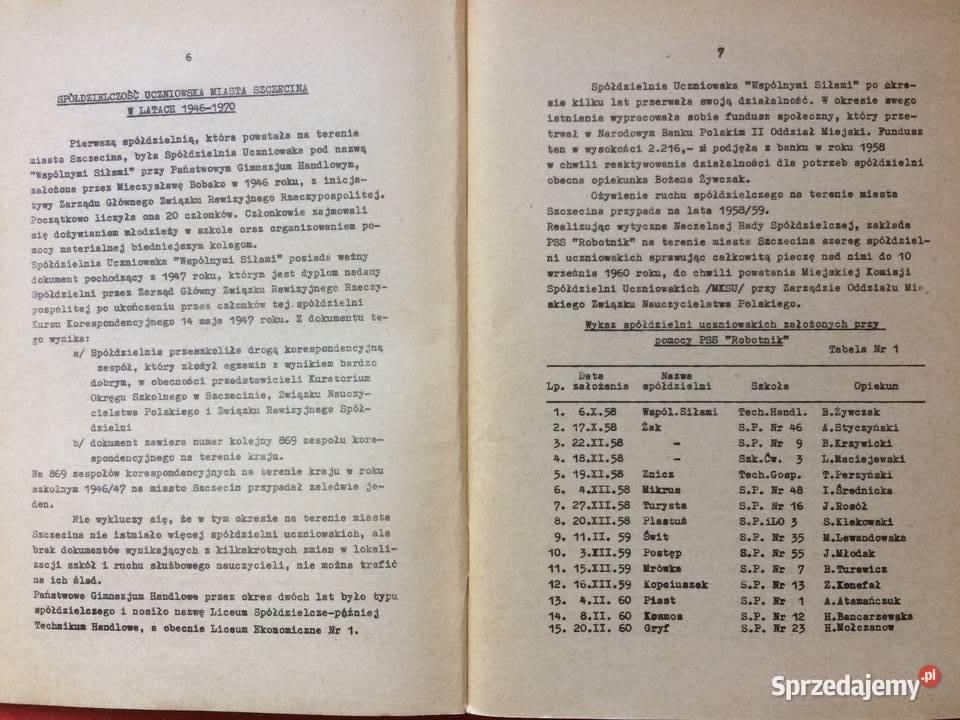 6
SPÓŁDZIELCZOŚĆ UCZNIOWSKA MIASTA SZCZECINA
W LATACH 1946-1970
Pierwszą spółdzielnią, która powstała na terenie
miasta Szczecina, była Spółdzielnia Uczniowska pod nazwą
"Wspólnymi Siłami" przy Państwowym Gimnazjum Handlowym,
założona przez Mieczysławę Bobako w 1946 roku, z inicja-
tywy Zarządu Głównego Związku Rewizyjnego Rzeczypospolitej.
Początkowo liczyła ona 20 członków. Członkowie zajmowali
się dożywianiem młodzieży w szkole oraz organizowaniem po-
mocy materialnej biedniejszym kolegom.
Spółdzielnia Uczniowska "Wspólnymi Siłami" posiada ważny
dokument pochodzący z 1947 roku, którym jest dyplom nadany
Spółdzielni przez Zarząd Główny Związku Rewizyjnego Rzeczy-
pospolitej po ukończeniu przez członków tej spółdzielni
Kursu Korespondencyjnego 14 maja 1947 roku. Z dokumentu te-
go wynika:
a/ Spółdzielnia przeszkoliła drogą korespondencyjną
zespół, który złożył egzamin z wynikiem bardzo
dobrym, w obecności przedstawicieli Kuratorium
Okręgu Szkolnego w Szczecinie, Związku Nauczy-
cielstwa Polskiego i Związku Rewizyjnego Spół-
dzielni
b/ dokument zawiera numer kolejny 869 zespołu kore-
spondencyjnego na terenie kraju.
Na 869 zespołów korespondencyjnych na terenie kraju w roku
szkolnym 1946/47 na miasto Szczecin przypadał zaledwie je-
den.
Nie wykluczy się, że w tym okresie na terenie miasta
Szczecina nie istniało więcej spółdzielni uczniowskich, ale
brak dokumentów wynikających z kilkakrotnych zmian w lokali-
zacji szkół i ruchu służbowego nauczycieli, nie można trafić
na ich ślad.
Państwowe Gimnazjum Handlowe przez okres dwóch lat było typu
spółdzielczego i nosiło nazwę Liceum Spółdzielcze-później
Technikum Handlowe, a obecnie Liceum Ekonomiczne Nr 1.
7
Spółdzielnia Uczniowska "Wspólnymi Siłami" po okre-
sie kilku lat przerwała swoją działalność. W okresie swego
istnienia wypracowała sobie fundusz społeczny, który prze-
trwał w Narodowym Banku Polskim II Oddział Miejski. Fundusz
ten w wysokości 2.216,- zł podjęła z banku w roku 1958
w chwili reaktywowania działalności dla potrzeb spółdzielni
obecna opiekunka Bożena Żywczak.
Ożywienie ruchu spółdzielczego na terenie miasta
Szczecina przypada na lata 1958/59.
Realizując wytyczne Naczelnej Rady Spółdzielczej, zakłada
PSS "Robotnik" na terenie miasta Szczecina szereg spółdziel-
ni uczniowskich sprawując całkowitą pieczę nad nimi do 10
września 1960 roku, do chwili powstania Miejskiej Komisji
Spółdzielni Uczniowskich /MKSU/ przy Zarządzie Oddziału Mie
skiego Związku Nauczycielstwa Polskiego.
Wykaz spółdzielni uczniowskich założonych przy
pomocy PSS "Robotnik"
Tabela Nr 1
Lp. Data założenia Nazwa spółdzielni Szkoła Opiekun
1. 6.X.58 Wspól.Siłami Tech.Handl. B.Żywczak
2. 17.X.58 Żak S.P. Nr 46 A.Styczyński
3. 22.XI.58 - S.P. Nr 9 B.Krzywicki
4. 18.XI.58 - Szk.Ćw. 3 L.Maciejewski
5. 19.XI.58 Znicz Tech.Gosp. T.Perzyński
6. 4.XII.58 Mikrus S.P. Nr 48 I.Średnicka
7. 27.XII.58 Turysta S.P. Nr 16 J.Rosół
8. 20.XII.58 Plastuś S.P.iLO 3 S.Klekowski
9. 11.II. 59 Świt S.P. Nr 35 M.Lewandowska
10. 3.XII.59 Postęp S.P. Nr 55 J.Młodak
11. 15.XII.59 Mrówka S.P. Nr 7 B.Turewicz
12. 16.XII.59 Kopciuszek S.P. Nr 13 Z.Konefał
13. 4.II. 60 Piast S.P. Nr 1 A.Atamańczuk
14. 8.II. 60 Kosmos S.P. Nr 12 H.Bancarzewska
15. 20.II. 60 Gryf S.P. Nr 23 H.Mołczanow
Sprzedajemy.pl